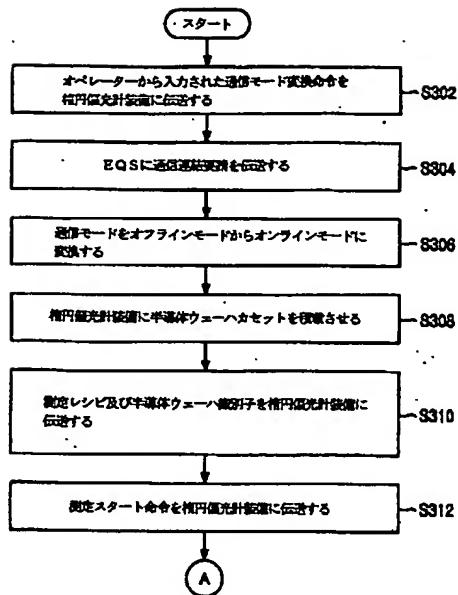 スタート
オペレーターから入力された通信モード変換命令を
楕円偏光計装備に伝送する
S302
EQSに通信連結要請を伝送する
S304
通信モードをオフラインモードからオンラインモードに
変換する
S306
楕円偏光計装備に半導体ウェーハカセットを積載させる
S308
測定レシピ及び半導体ウェーハ識別子を楕円偏光計装備に
伝送する
S310
測定スタート命令を楕円偏光計装備に伝送する
S312
A